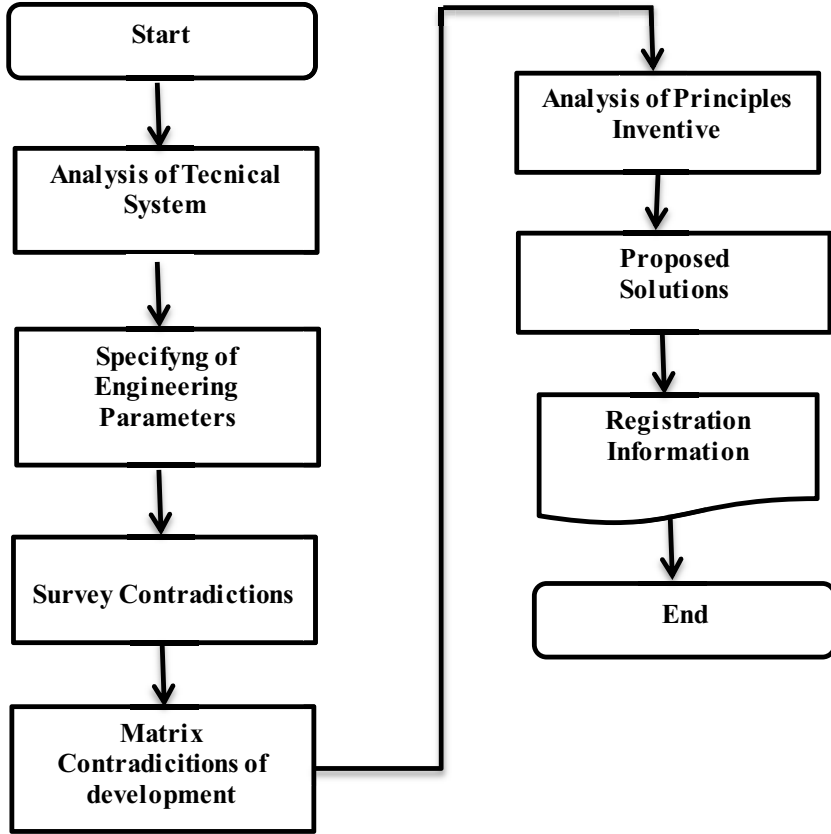 Start
Analysis of Tecnical
System
Specifyng of
Engineering
Parameters
Survey Contradictions
Matrix
Contradicitions of
development
Analysis of Principles
Inventive
Proposed
Solutions
Registration
Information
End